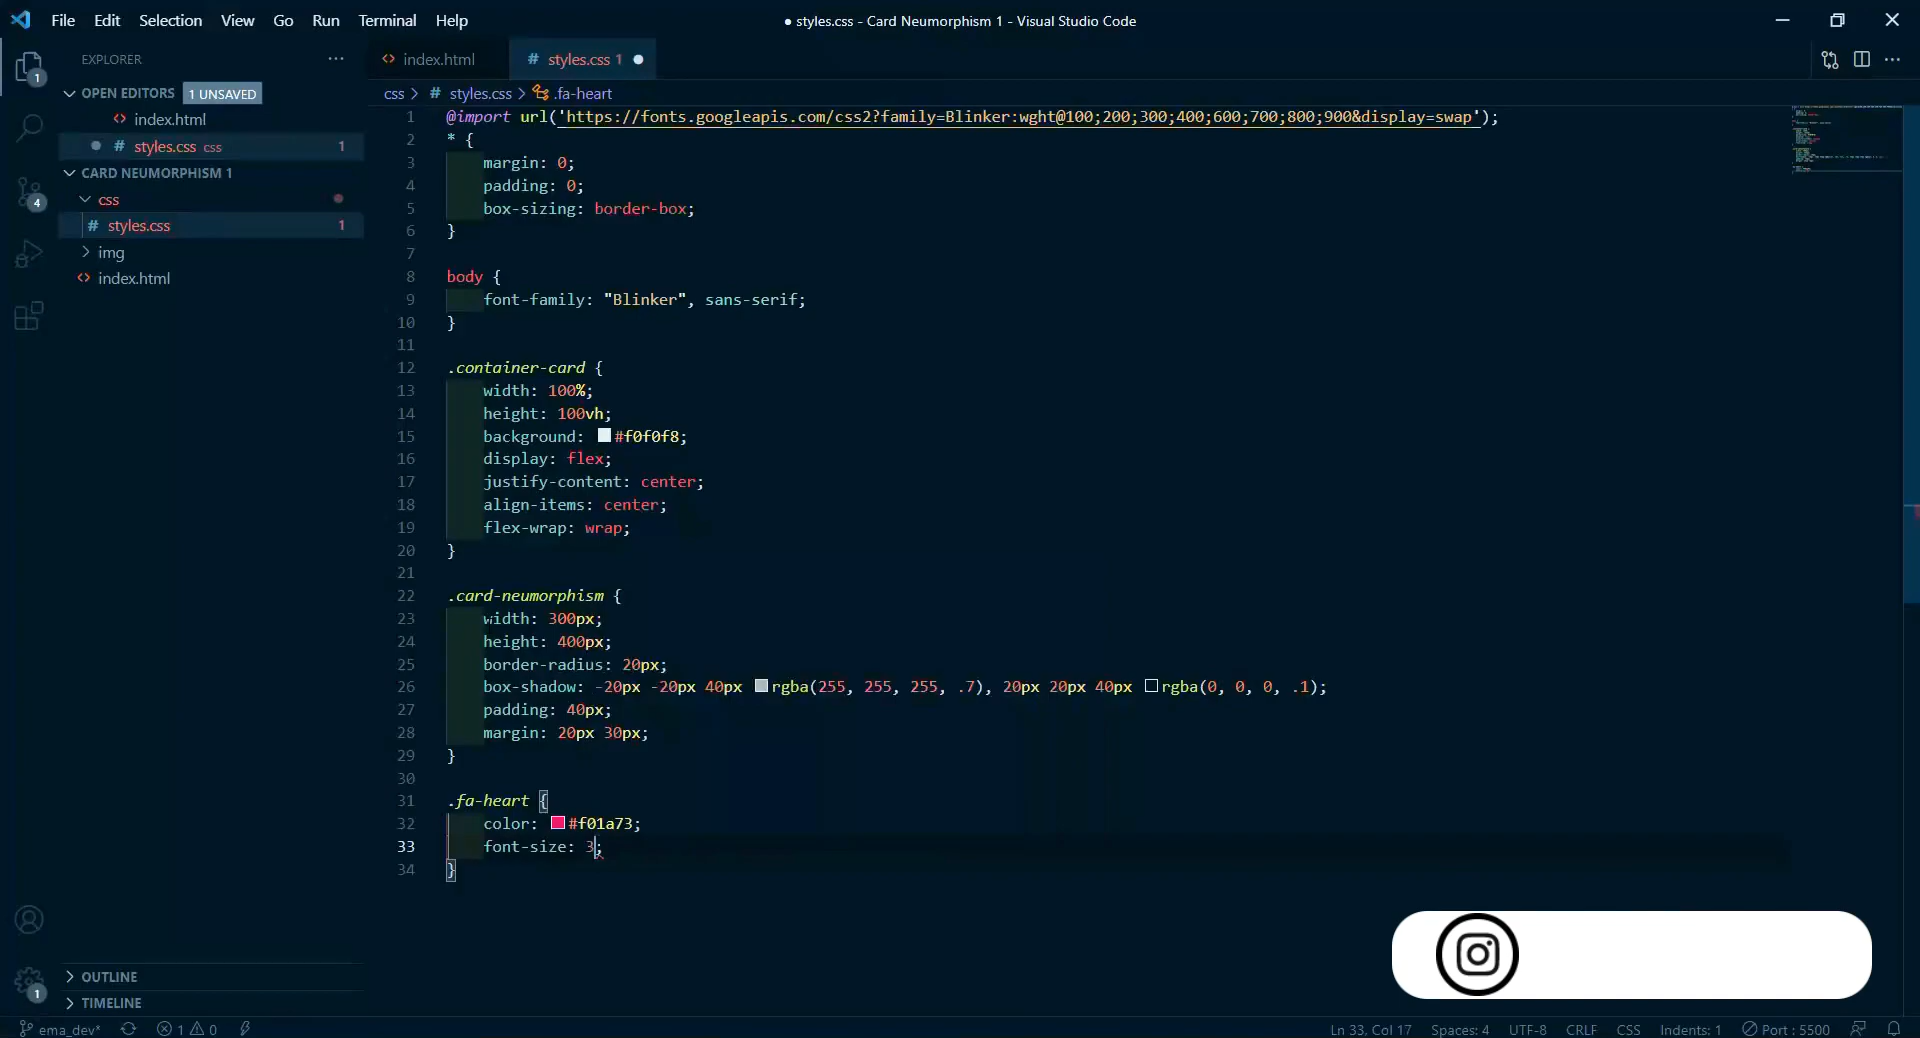 File Edit Selection View Go Run Terminal Help
● styles.css - Card Neumorphism 1 - Visual Studio Code
EXPLORER
OPEN EDITORS 1 UNSAVED
index.html
styles.css css 1
CARD NEUMORPHISM 1
css
styles.css 1
img
index.html
OUTLINE
TIMELINE
1
4
1
index.html
# styles.css 1
css > # styles.css > .fa-heart
1 @import url('https://fonts.googleapis.com/css2?family=Blinker:wght@100;200;300;400;600;700;800;900&display=swap');
2 * {
3 margin: 0;
4 padding: 0;
5 box-sizing: border-box;
6 }
7
8 body {
9 font-family: "Blinker", sans-serif;
10 }
11
12 .container-card {
13 width: 100%;
14 height: 100vh;
15 background: #f0f0f8;
16 display: flex;
17 justify-content: center;
18 align-items: center;
19 flex-wrap: wrap;
20 }
21
22 .card-neumorphism {
23 width: 300px;
24 height: 400px;
25 border-radius: 20px;
26 box-shadow: -20px -20px 40px rgba(255, 255, 255, .7), 20px 20px 40px rgba(0, 0, 0, .1);
27 padding: 40px;
28 margin: 20px 30px;
29 }
30
31 .fa-heart {
32 color: #f01a73;
33 font-size: 3;
34 }
ema_dev* 1 0
Ln 33, Col 17 Spaces: 4 UTF-8 CRLF CSS Indents: 1 Port : 5500